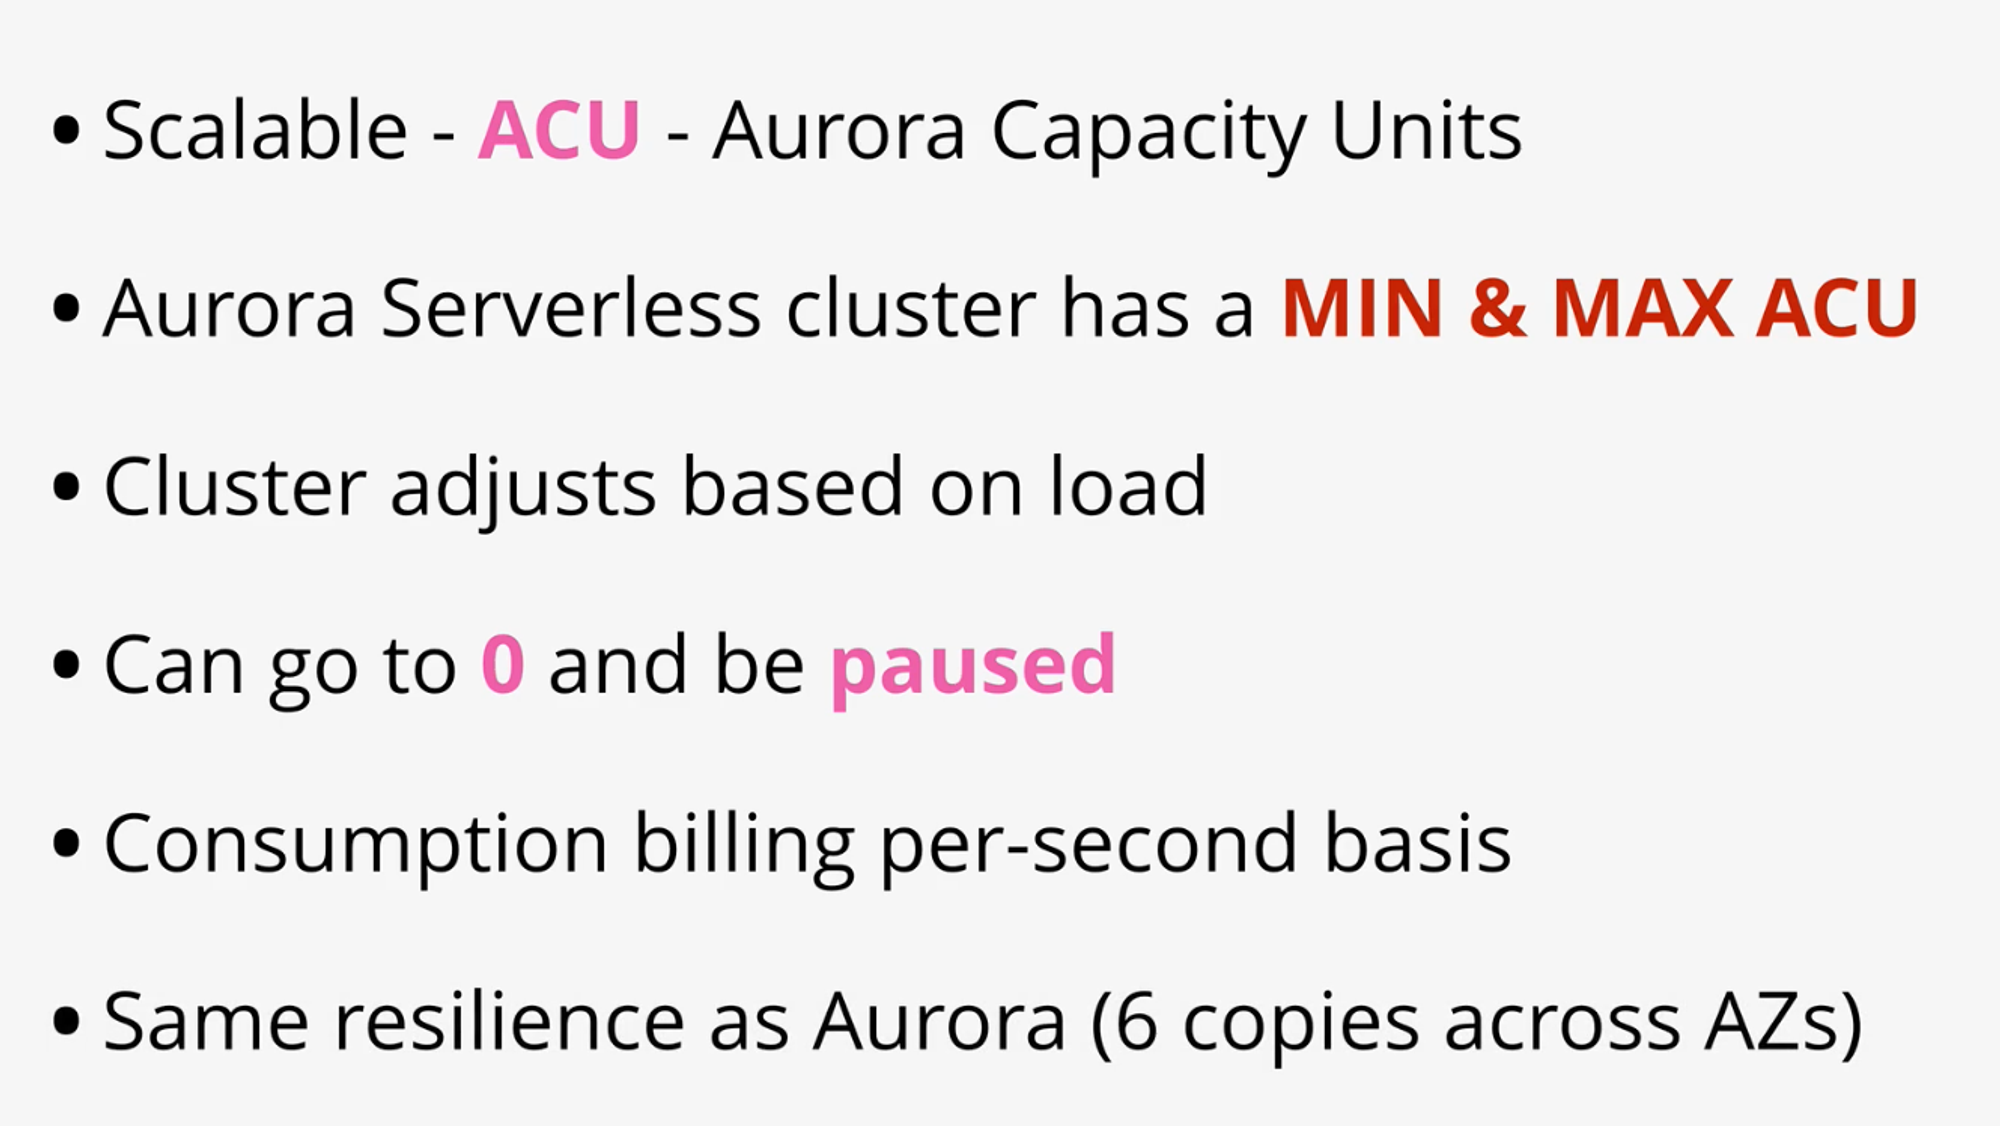 • Scalable - ACU - Aurora Capacity Units
• Aurora Serverless cluster has a MIN & MAX ACU
• Cluster adjusts based on load
• Can go to 0 and be paused
• Consumption billing per-second basis
• Same resilience as Aurora (6 copies across AZs)